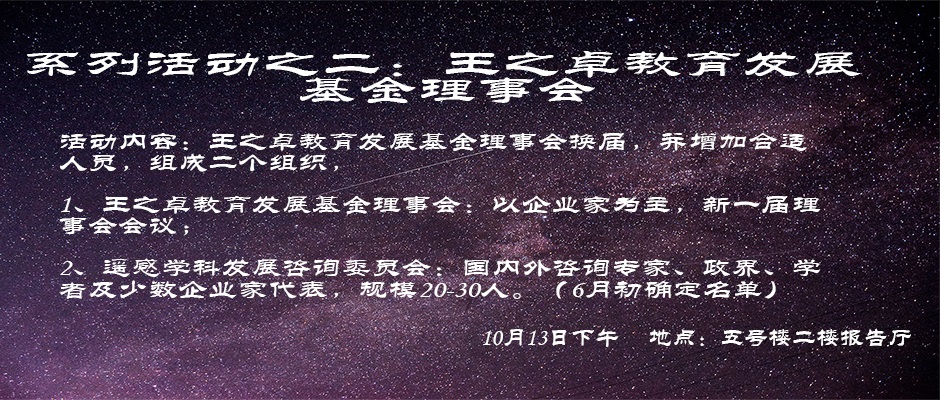 系列活动之二：王之卓教育发展
基金理事会
活动内容：王之卓教育发展基金理事会换届，并增加合适
人员，组成二个组织，
1、王之卓教育发展基金理事会：以企业家为主，新一届理
事会会议；
2、遥感学科发展咨询委员会：国内外咨询专家、政界、学
者及少数企业家代表，规模20-30人。（6月初确定名单）
10月13日下午 地点：五号楼二楼报告厅